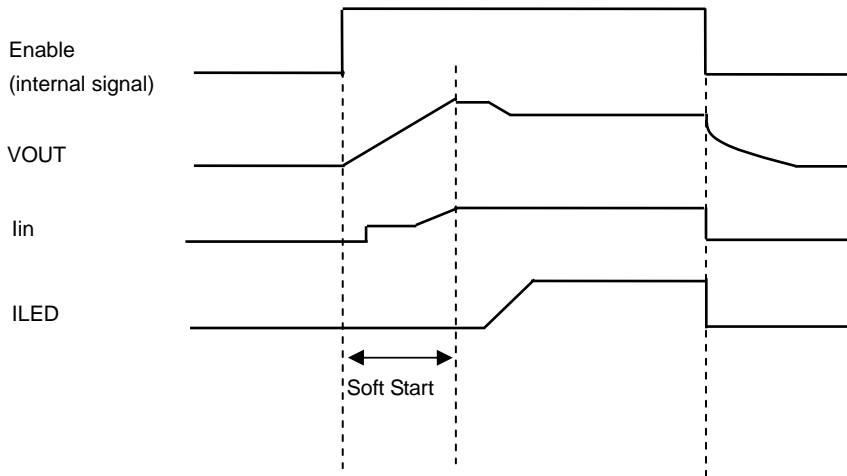 Enable
(internal signal)
VOUT
Iin
ILED
Soft Start